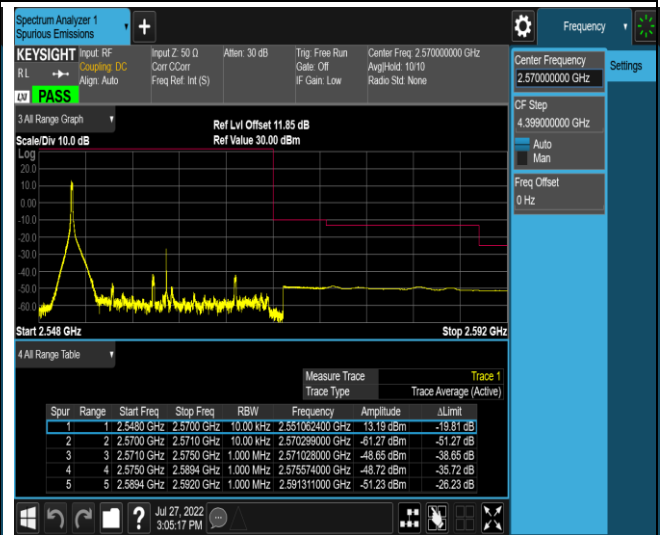 Spectrum Analyzer 1
Spurious Emissions
+
Frequency
KEYSIGHT
RL
LXI PASS
Input: RF
Coupling: DC
Align: Auto
Input Z: 50 Ω
Corr CCorr
Freq Ref: Int (S)
Atten: 30 dB
Trig: Free Run
Gate: Off
IF Gain: Low
Center Freq: 2.570000000 GHz
Avg|Hold: 10/10
Radio Std: None
Center Frequency
2.570000000 GHz
Settings
CF Step
4.399000000 GHz
Auto
Man
Freq Offset
0 Hz
3 All Range Graph
Scale/Div 10.0 dB
Ref Lvl Offset 11.85 dB
Ref Value 30.00 dBm
Log
20.0
10.0
0.00
-10.0
-20.0
-30.0
-40.0
-50.0
-60.0
Start 2.548 GHz
Stop 2.592 GHz
4 All Range Table
Measure Trace Trace 1
Trace Type Trace Average (Active)
Spur Range Start Freq Stop Freq RBW Frequency Amplitude ΔLimit
1 1 2.5480 GHz 2.5700 GHz 10.00 kHz 2.551062400 GHz 13.19 dBm -19.81 dB
2 2 2.5700 GHz 2.5710 GHz 10.00 kHz 2.570299000 GHz -61.27 dBm -51.27 dB
3 3 2.5710 GHz 2.5750 GHz 1.000 MHz 2.571028000 GHz -48.65 dBm -38.65 dB
4 4 2.5750 GHz 2.5894 GHz 1.000 MHz 2.575574000 GHz -48.72 dBm -35.72 dB
5 5 2.5894 GHz 2.5920 GHz 1.000 MHz 2.591311000 GHz -51.23 dBm -26.23 dB
?
Jul 27, 2022
3:05:17 PM